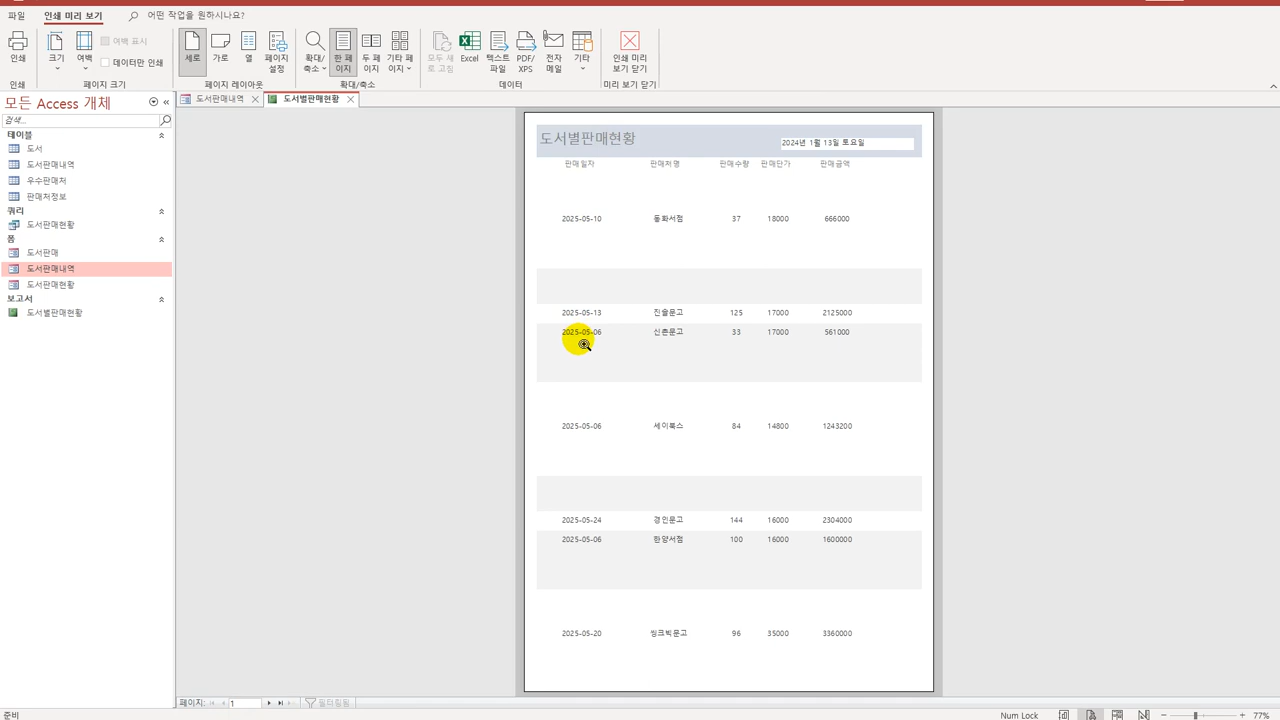 파일
인쇄 미리 보기
어떤 작업을 원하시나요?
인쇄
크기
여백
여백 표시
데이터만 인쇄
세로
가로
열
페이지 설정
확대/축소
한 페이지
두 페이지
기타 페이지
모두 새로 고침
Excel
텍스트 파일
PDF/XPS
전자 메일
기타
인쇄 미리 보기 닫기
인쇄
페이지 크기
페이지 레이아웃
확대/축소
데이터
미리 보기 닫기
모든 Access 개체
검색...
테이블
도서
도서판매내역
우수판매처
판매처정보
쿼리
도서판매현황
폼
도서판매
도서판매내역
도서판매현황
보고서
도서별판매현황
도서판매내역
도서별판매현황
도서별판매현황
2024년 1월 13일 토요일
판매일자 판매처명 판매수량 판매단가 판매금액
2025-05-10 동화서점 37 18000 666000
2025-05-13 진솔문고 125 17000 2125000
2025-05-06 신촌문고 33 17000 561000
2025-05-06 세이북스 84 14800 1243200
2025-05-24 경인문고 144 16000 2304000
2025-05-06 한양서점 100 16000 1600000
2025-05-20 씽크빅문고 96 35000 3360000
페이지: 1
필터링됨
준비
Num Lock
77%